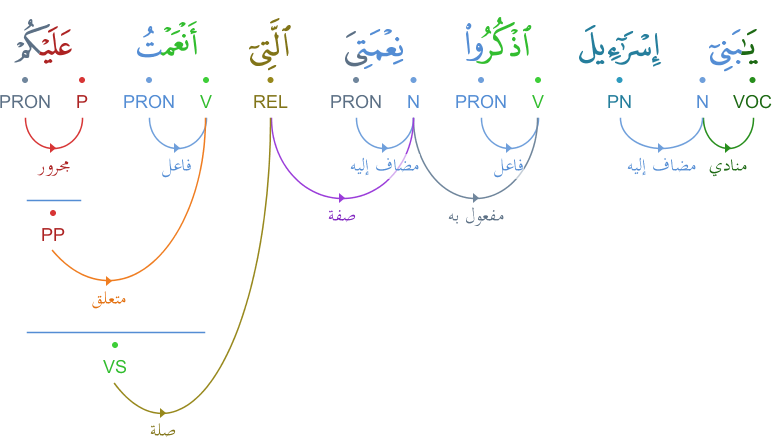 يَـٰبَنِىٓ إِسْرَٰٓءِيلَ ٱذْكُرُوا۟ نِعْمَتِىَ ٱلَّتِىٓ أَنْعَمْتُ عَلَيْكُمْ
VOC N PN V PRON N PRON REL V PRON P PRON
منادي مضاف إليه فاعل مضاف إليه فاعل مجرور
مفعول به صفة
PP
متعلق
VS
صلة